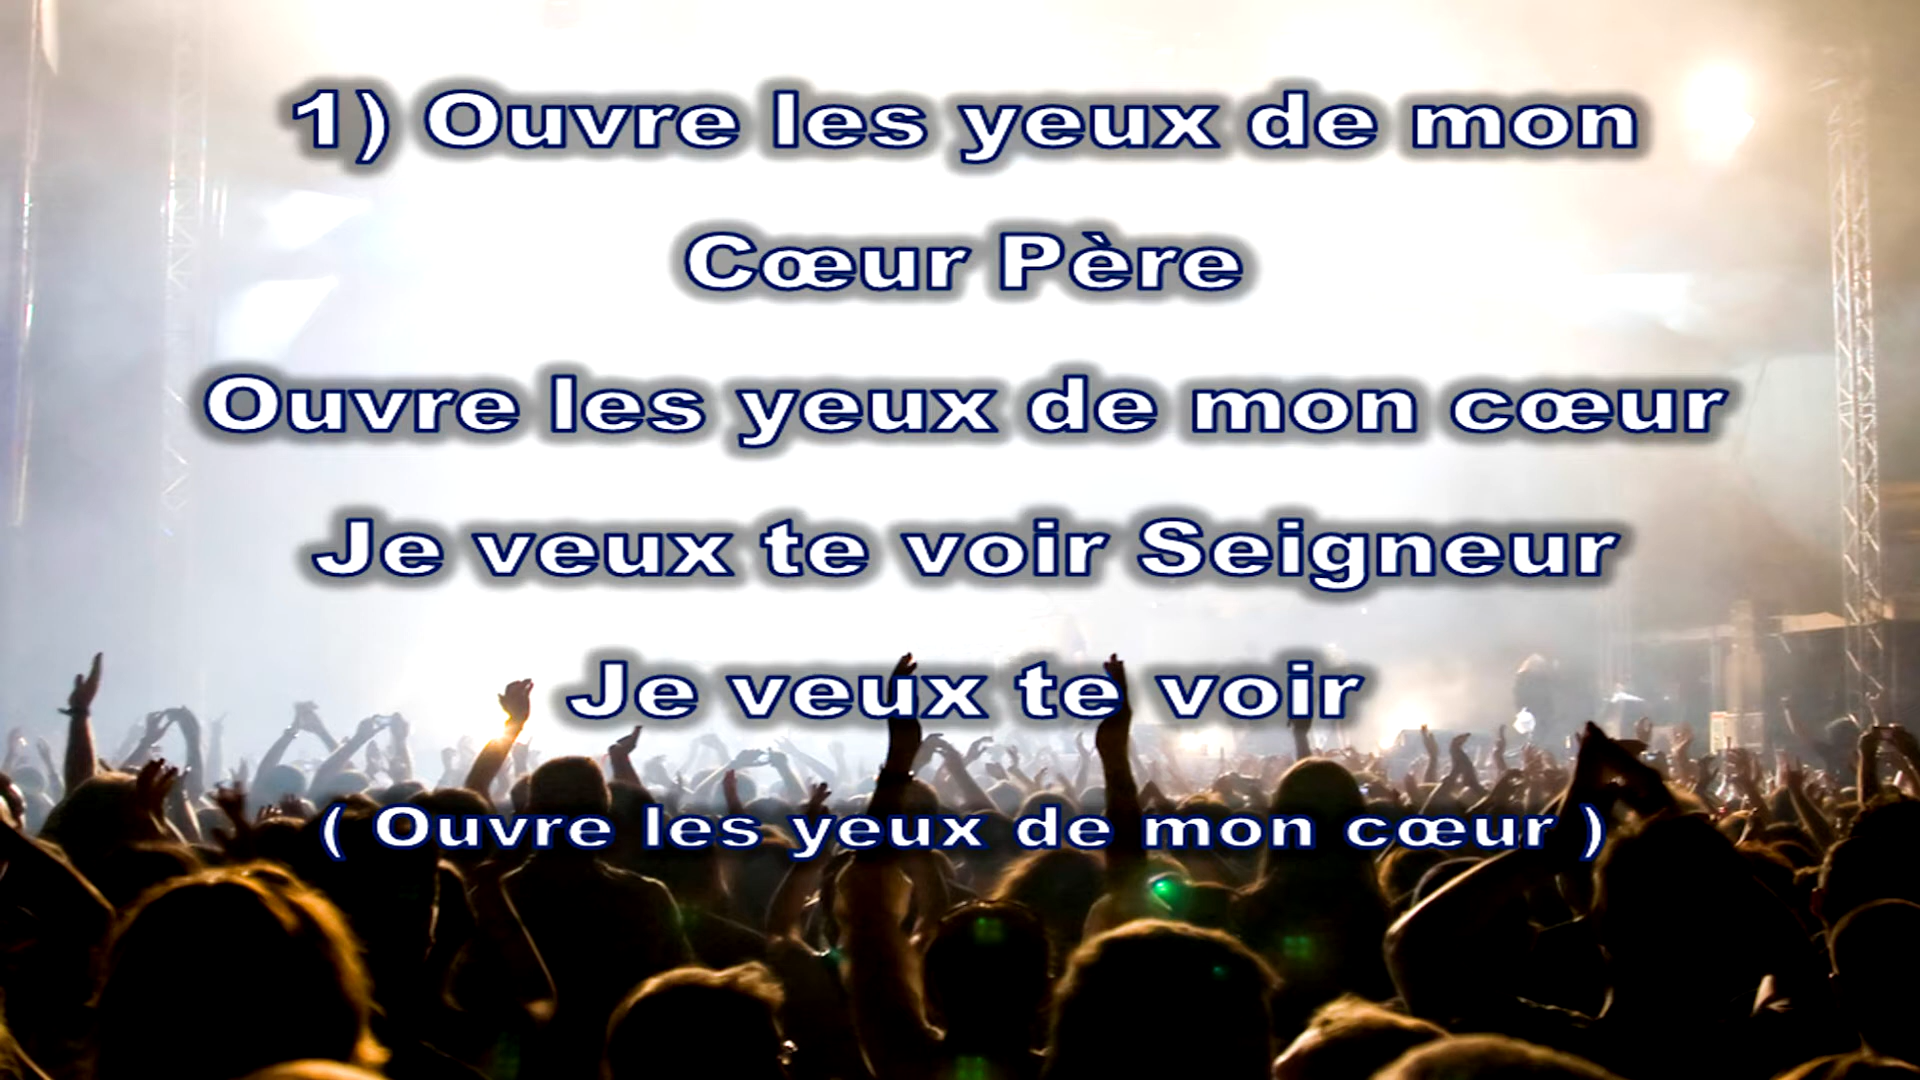 1) Ouvre les yeux de mon
Cœur Père
Ouvre les yeux de mon cœur
Je veux te voir Seigneur
Je veux te voir
( Ouvre les yeux de mon cœur )